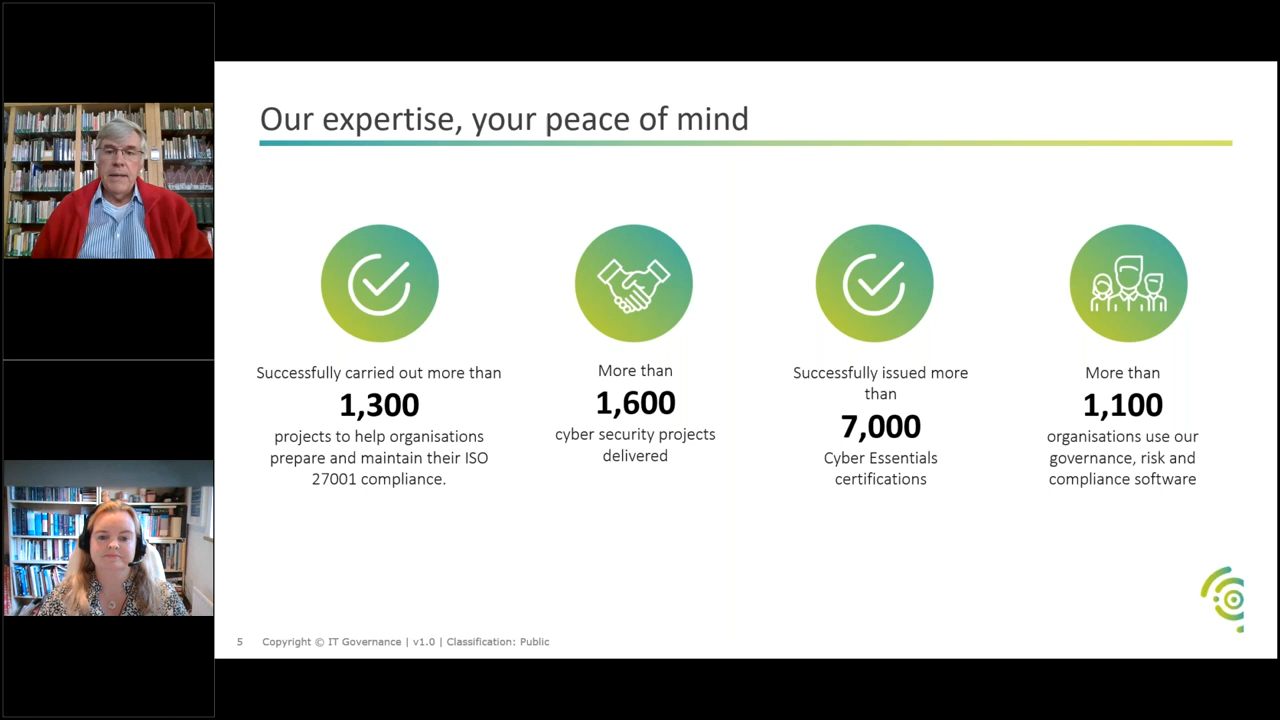 Our expertise, your peace of mind
Successfully carried out more than
1,300
projects to help organisations
prepare and maintain their ISO
27001 compliance.
More than
1,600
cyber security projects
delivered
Successfully issued more
than
7,000
Cyber Essentials
certifications
More than
1,100
organisations use our
governance, risk and
compliance software
5 Copyright © IT Governance | v1.0 | Classification: Public